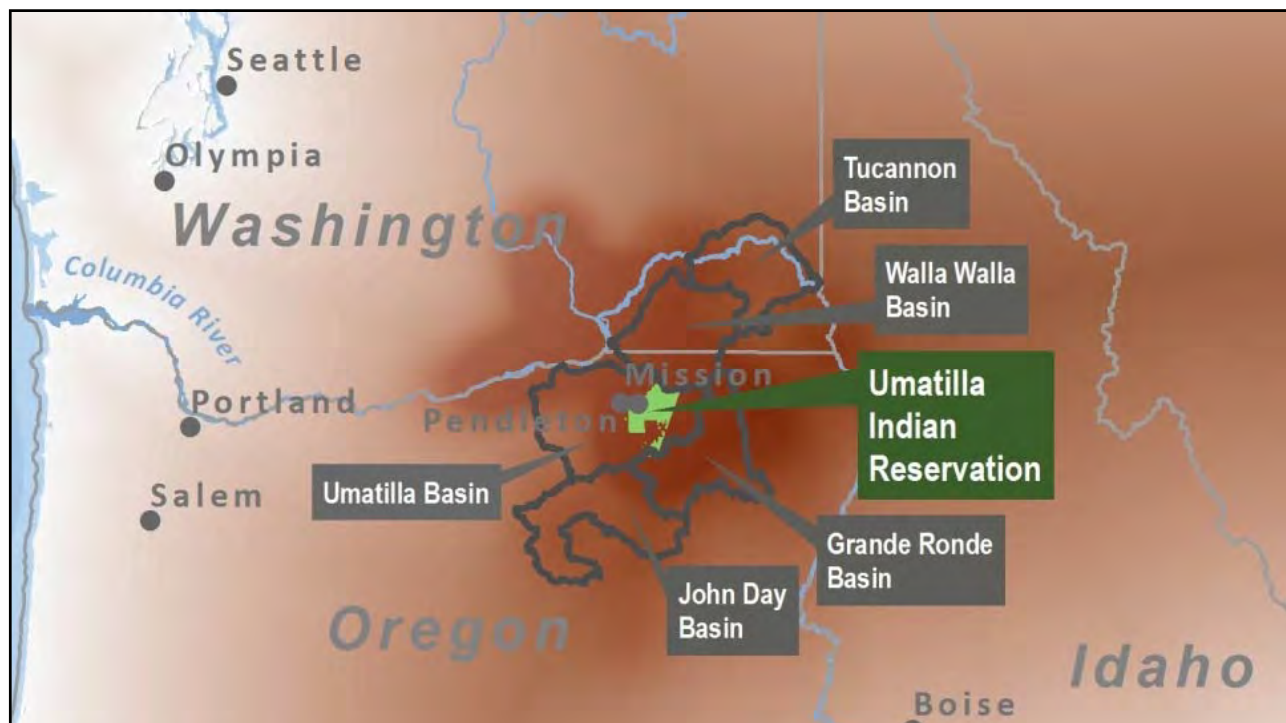 Seattle
Olympia
Washington
Columbia River
Portland
Salem
Oregon
Pendleton
Mission
Tucannon
Basin
Walla Walla
Basin
Umatilla
Indian
Reservation
Umatilla Basin
Grande Ronde
Basin
John Day
Basin
Idaho
Boise